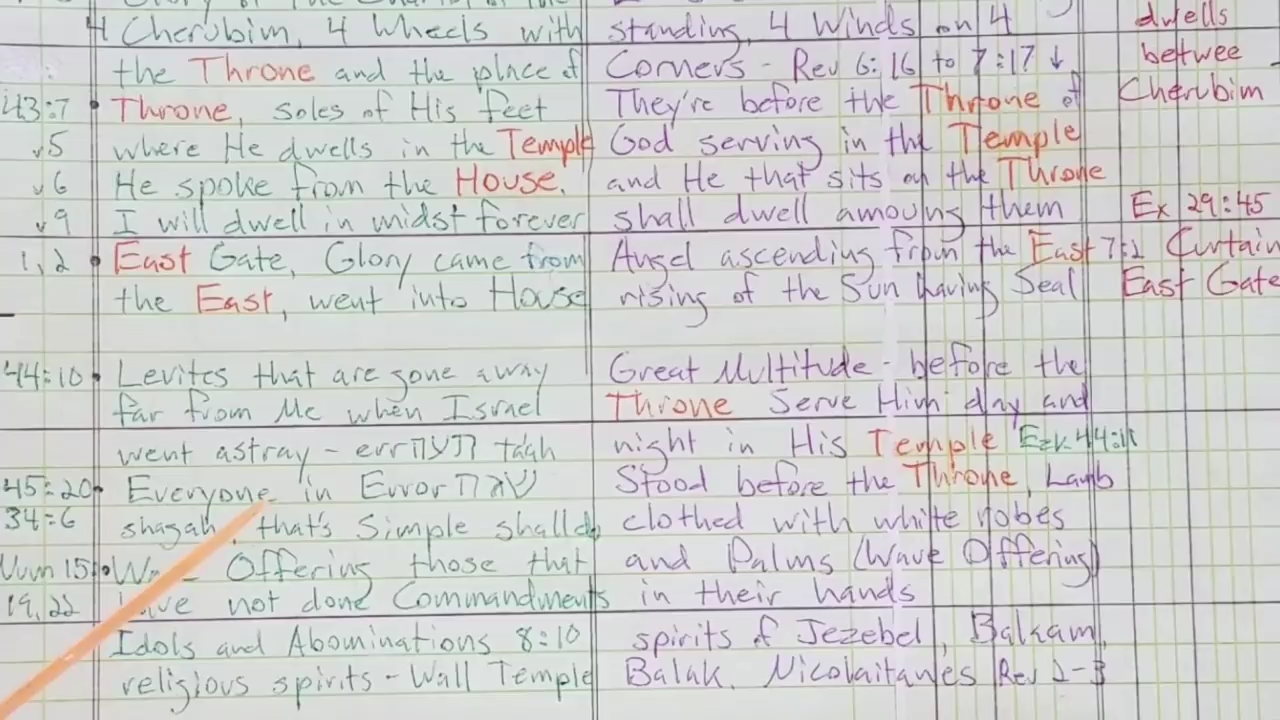 4 Cherubim, 4 Wheels with standing, 4 Winds on 4 dwells
the Throne and the place of Corners - Rev 6:16 to 7:17 ↓ betwee
43:7 • Throne, soles of His feet They're before the Throne of Cherubim
v5 where He dwells in the Temple God serving in the Temple
v6 He spoke from the House. and He that sits on the Throne
v9 I will dwell in midst forever shall dwell amoung them Ex 29:45
1,2 • East Gate, Glory came from Angel ascending from the East 7:2 Curtain
the East, went into House rising of the Sun having Seal East Gate
44:10 • Levites that are gone away Great Multitude - before the
far from Me when Israel Throne Serve Him day and
went astray - err תעה taah night in His Temple Ezk 44:11
45:20 • Everyone in Error שגה Stood before the Throne, Lamb
34:6 shagah, that's Simple shall clothed with white robes
Num 15 • Offering those that and Palms (Wave Offering)
19,22 have not done Commandments in their hands
Idols and Abominations 8:10 spirits of Jezebel, Balaam,
religious spirits - Wall Temple Balak, Nicolaitanes Rev 2-3